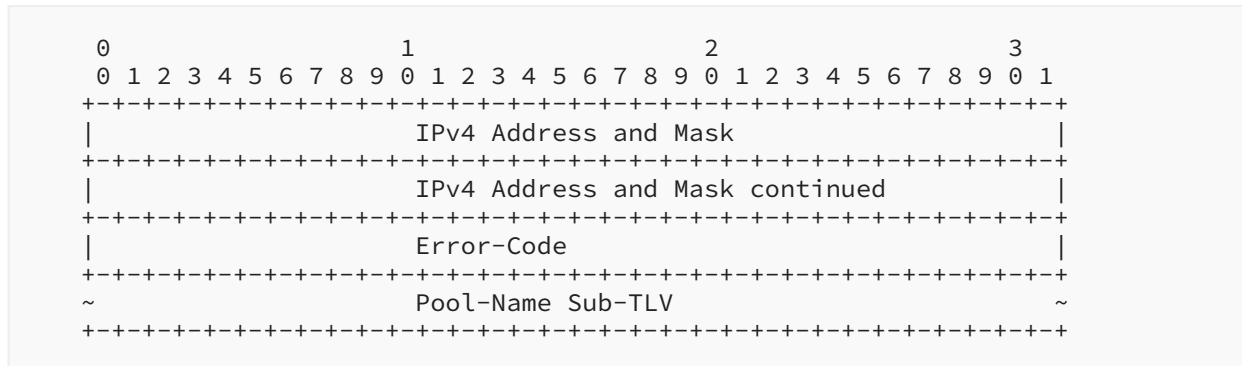 0                   1                   2                   3
 0 1 2 3 4 5 6 7 8 9 0 1 2 3 4 5 6 7 8 9 0 1 2 3 4 5 6 7 8 9 0 1
+-+-+-+-+-+-+-+-+-+-+-+-+-+-+-+-+-+-+-+-+-+-+-+-+-+-+-+-+-+-+-+-+
|                     IPv4 Address and Mask                     |
+-+-+-+-+-+-+-+-+-+-+-+-+-+-+-+-+-+-+-+-+-+-+-+-+-+-+-+-+-+-+-+-+
|                     IPv4 Address and Mask continued           |
+-+-+-+-+-+-+-+-+-+-+-+-+-+-+-+-+-+-+-+-+-+-+-+-+-+-+-+-+-+-+-+-+
|                     Error-Code                                |
+-+-+-+-+-+-+-+-+-+-+-+-+-+-+-+-+-+-+-+-+-+-+-+-+-+-+-+-+-+-+-+-+
~                     Pool-Name Sub-TLV                         ~
+-+-+-+-+-+-+-+-+-+-+-+-+-+-+-+-+-+-+-+-+-+-+-+-+-+-+-+-+-+-+-+-+